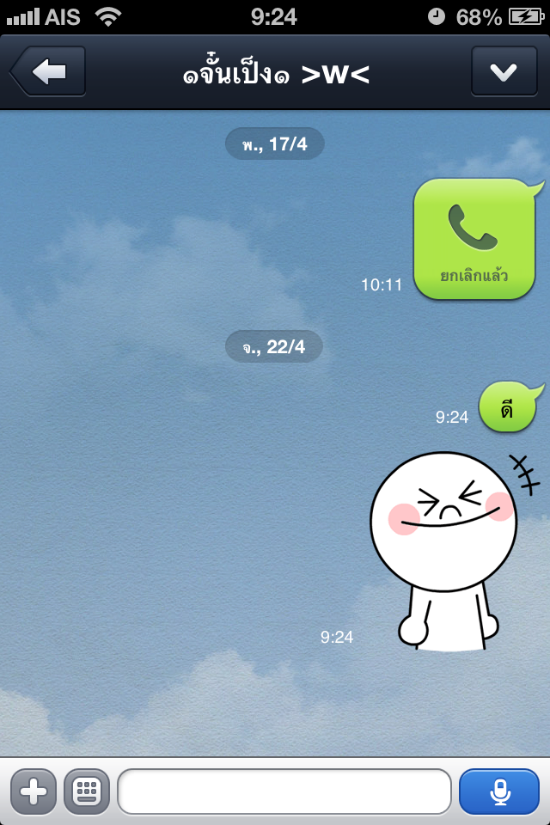 AIS
9:24
68%
๑จั๋นเป็ง๑ >W<
พ., 17/4
ยกเลิกแล้ว
10:11
จ., 22/4
ดี
9:24
9:24